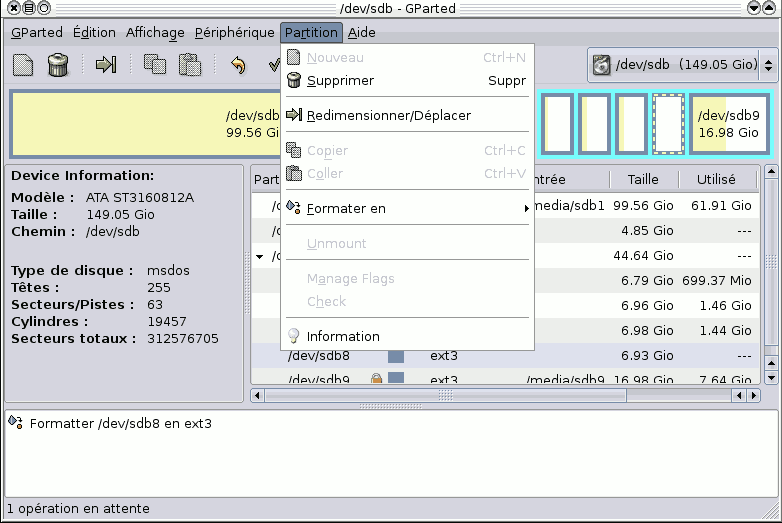 /dev/sdb - GParted
GParted Édition Affichage Périphérique Partition Aide
Nouveau Ctrl+N
Supprimer Suppr
Redimensionner/Déplacer
Copier Ctrl+C
Coller Ctrl+V
Formater en
Unmount
Manage Flags
Check
Information
/dev/sdb (149.05 Gio)
/dev/sdb
99.56 Gi
/dev/sdb9
16.98 Gio
Device Information:
Modèle : ATA ST3160812A
Taille : 149.05 Gio
Chemin : /dev/sdb
Type de disque : msdos
Têtes : 255
Secteurs/Pistes : 63
Cylindres : 19457
Secteurs totaux : 312576705
Part ntrée Taille Utilisé
/d media/sdb1 99.56 Gio 61.91 Gio
/d 4.85 Gio ---
/d 44.64 Gio ---
6.79 Gio 699.37 Mio
6.96 Gio 1.46 Gio
6.98 Gio 1.44 Gio
/dev/sdb8 ext3 6.93 Gio ---
/dev/sdb9 ext3 /media/sdb9 16.98 Gio 7.64 Gio
Formatter /dev/sdb8 en ext3
1 opération en attente